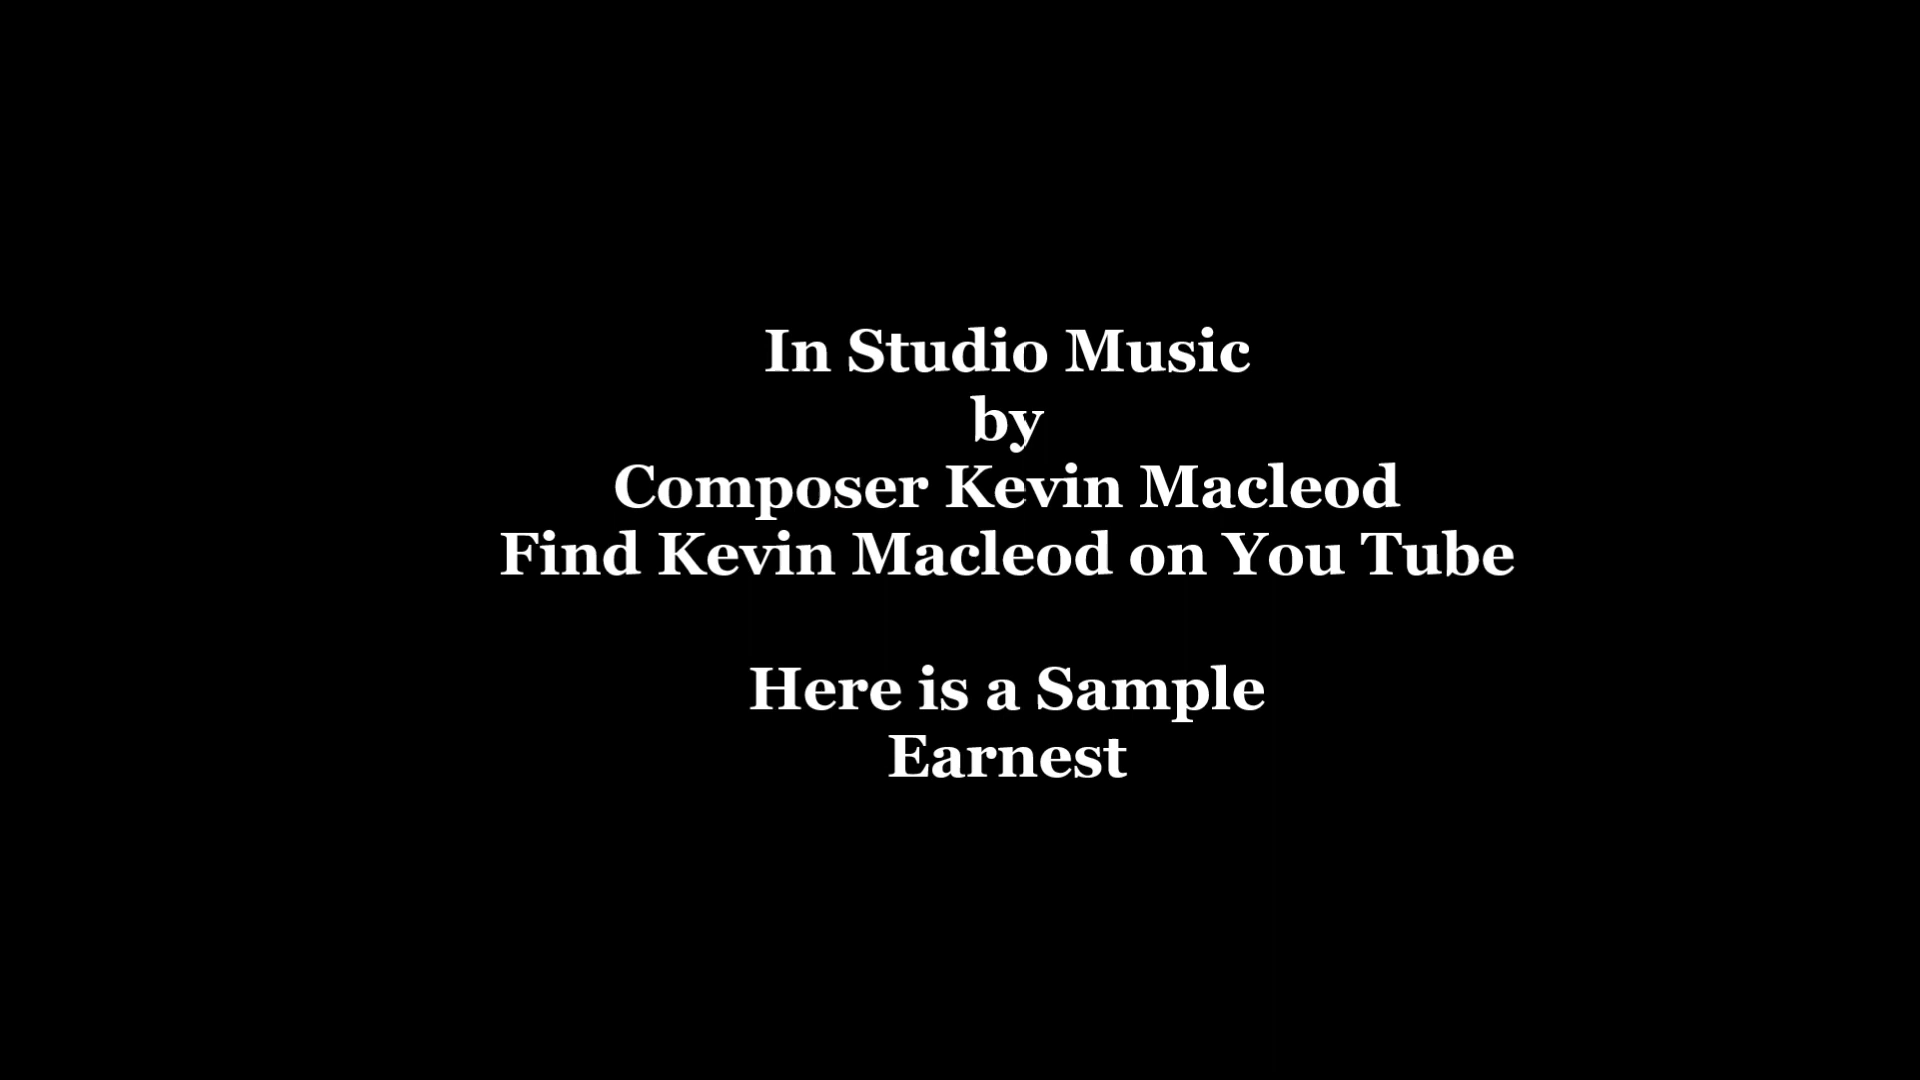 In Studio Music
by
Composer Kevin Macleod
Find Kevin Macleod on You Tube
Here is a Sample
Earnest